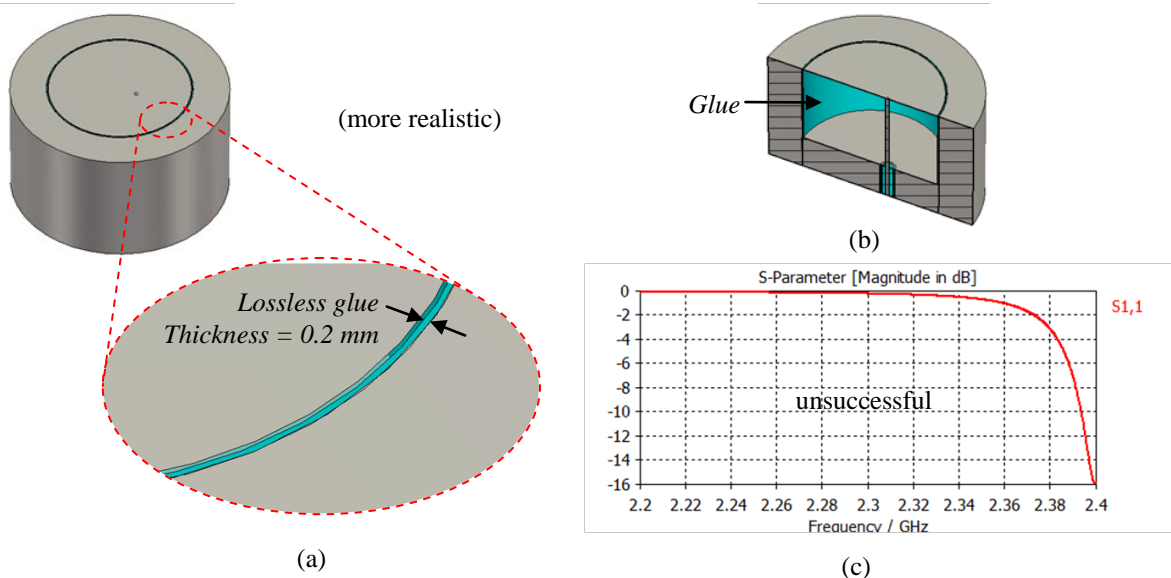 (more realistic)
Lossless glue
Thickness = 0.2 mm
(a)
Glue
(b)
S-Parameter [Magnitude in dB]
0
-2
-4
-6
-8
-10
-12
-14
-16
unsuccessful
S1,1
2.2 2.22 2.24 2.26 2.28 2.3 2.32 2.34 2.36 2.38 2.4
Frequency / GHz
(c)